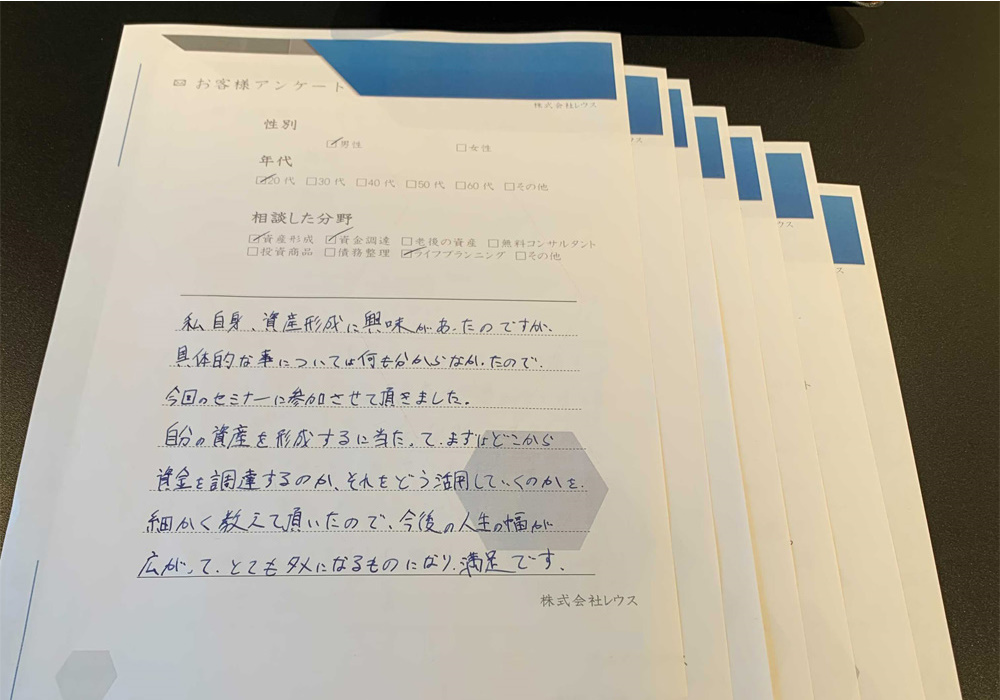 お客様アンケート
株式会社レウス
性別
☑男性 □女性
年代
☑20代 □30代 □40代 □50代 □60代 □その他
相談した分野
☑資産形成 ☑資金調達 □老後の資産 □無料コンサルタント
□投資商品 □債務整理 ☑ライフプランニング □その他
私自身、資産形成に興味があったのですが、
具体的な事については何も分からなかったので、
今回のセミナーに参加させて頂きました。
自分の資産を形成するに当たって、まずはどこから
資金を調達するのか、それをどう活用していくのかを、
細かく教えて頂いたので、今後の人生の幅が
広がって、とてもタメになるものになり、満足です。
株式会社レウス
ス
ス
ス